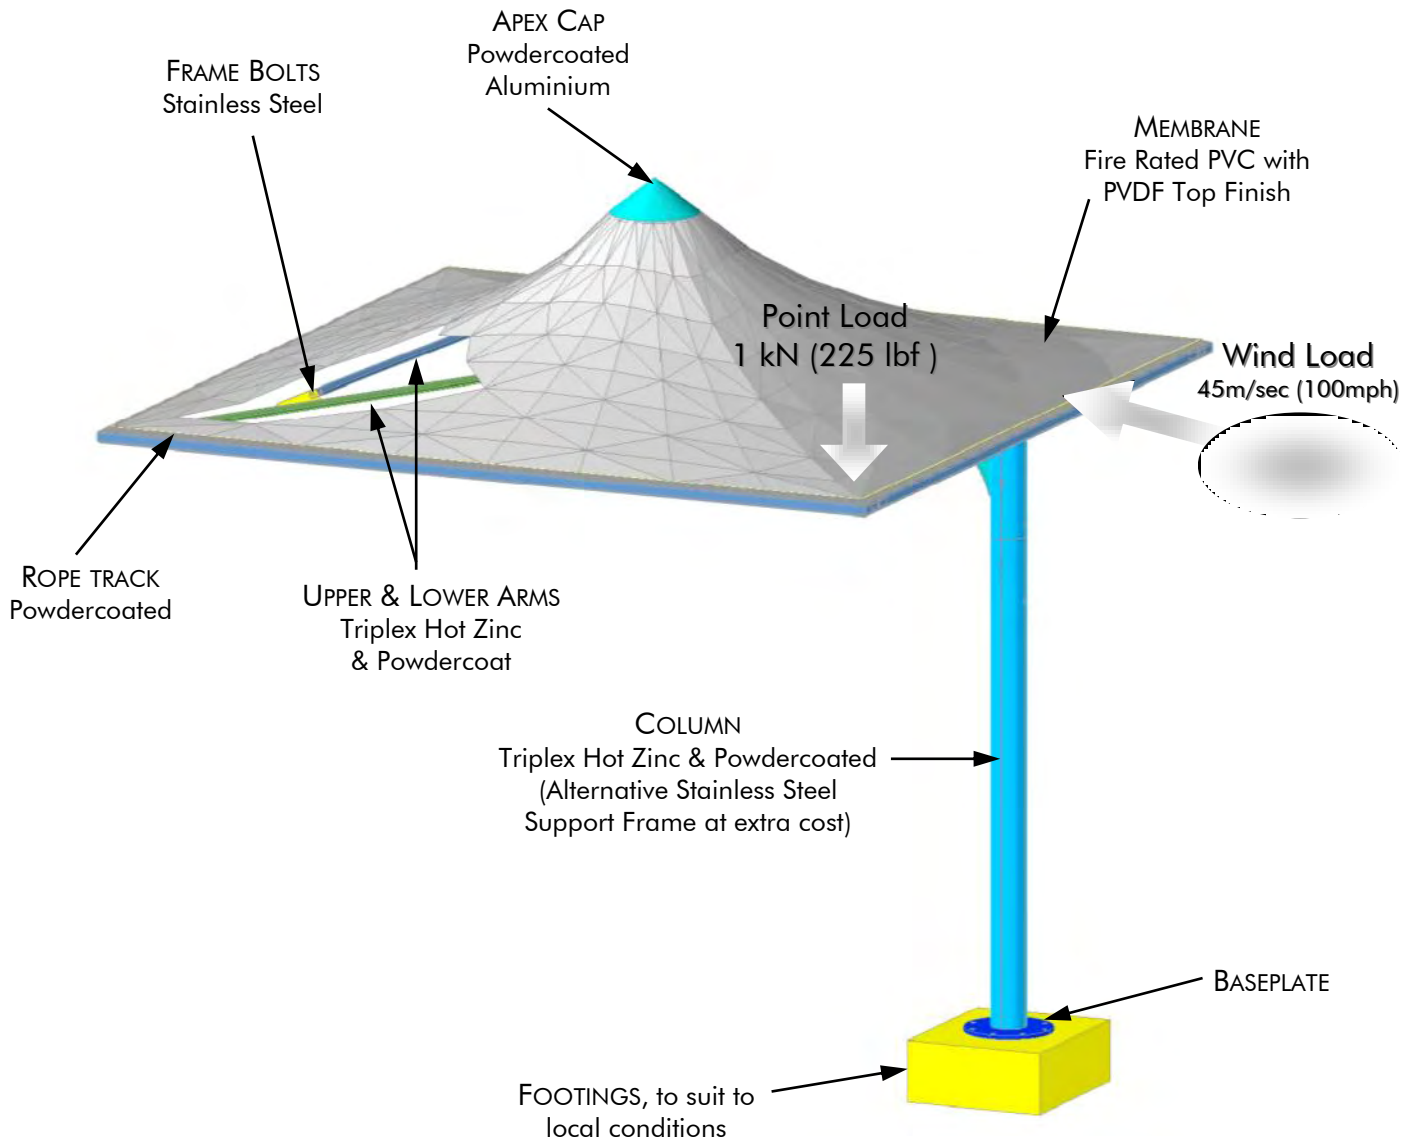 APEX CAP
Powdercoated
Aluminium
FRAME BOLTS
Stainless Steel
MEMBRANE
Fire Rated PVC with
PVDF Top Finish
Point Load
1 kN (225 lbf )
Wind Load
45m/sec (100mph)
ROPE TRACK
Powdercoated
UPPER & LOWER ARMS
Triplex Hot Zinc
& Powdercoat
COLUMN
Triplex Hot Zinc & Powdercoated
(Alternative Stainless Steel
Support Frame at extra cost)
BASEPLATE
FOOTINGS, to suit to
local conditions